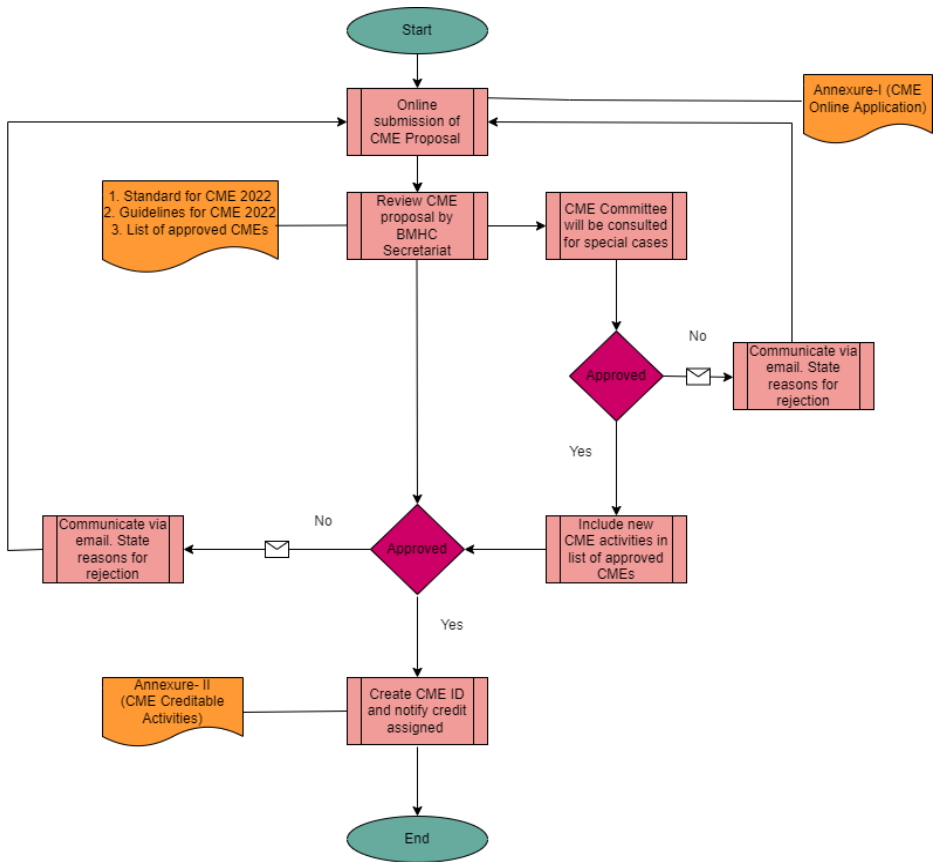 Start
Online
submission of
CME Proposal
Annexure-I (CME
Online Application)
1. Standard for CME 2022
2. Guidelines for CME 2022
3. List of approved CMEs
Review CME
proposal by
BMHC
Secretariat
CME Committee
will be consulted
for special cases
Approved
No
Communicate via
email. State
reasons for
rejection
Yes
Include new
CME activities in
list of approved
CMEs
Approved
No
Communicate via
email. State
reasons for
rejection
Yes
Annexure- II
(CME Creditable
Activities)
Create CME ID
and notify credit
assigned
End